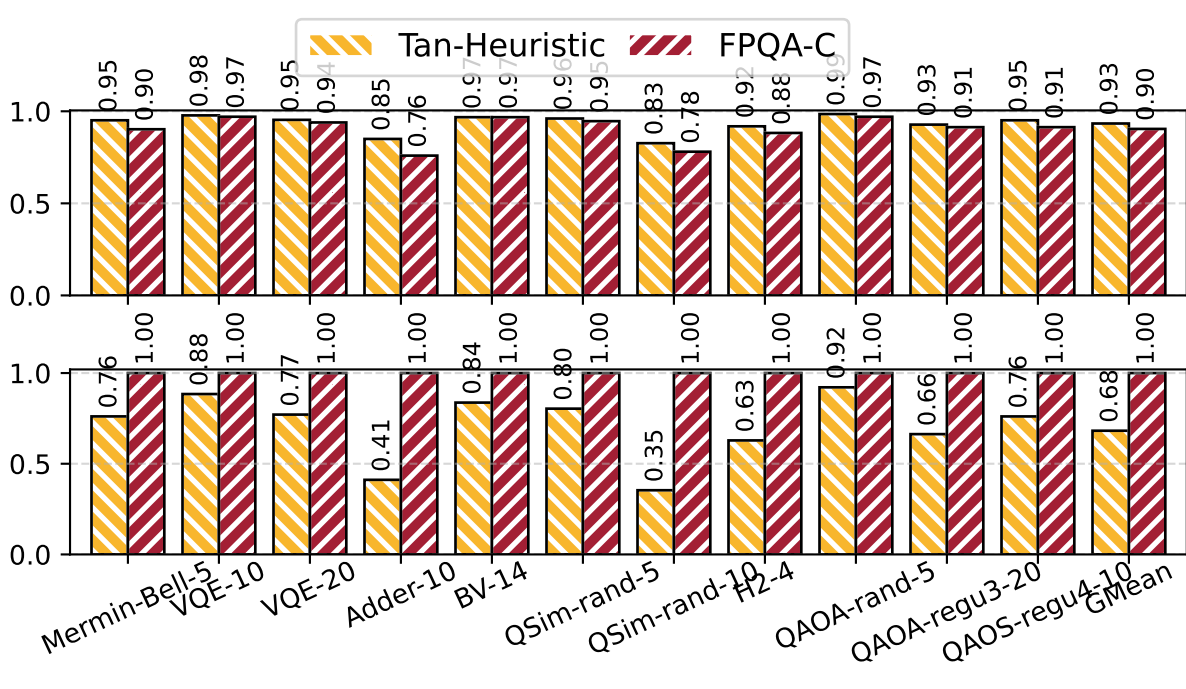 Tan-Heuristic FPQA-C
0.95 0.90 0.98 0.97 0.95 0.94 0.85 0.76 0.97 0.97 0.96 0.95 0.83 0.78 0.92 0.88 0.99 0.97 0.93 0.91 0.95 0.91 0.93 0.90
1.0
0.5
0.0
0.76 1.00 0.88 1.00 0.77 1.00 0.41 1.00 0.84 1.00 0.80 1.00 0.35 1.00 0.63 1.00 0.92 1.00 0.66 1.00 0.76 1.00 0.68 1.00
1.0
0.5
0.0
Mermin-Bell-5
VQE-10
VQE-20
Adder-10
BV-14
QSim-rand-5
QSim-rand-10
H2-4
QAOA-rand-5
QAOA-regu3-20
QAOS-regu4-10
GMean